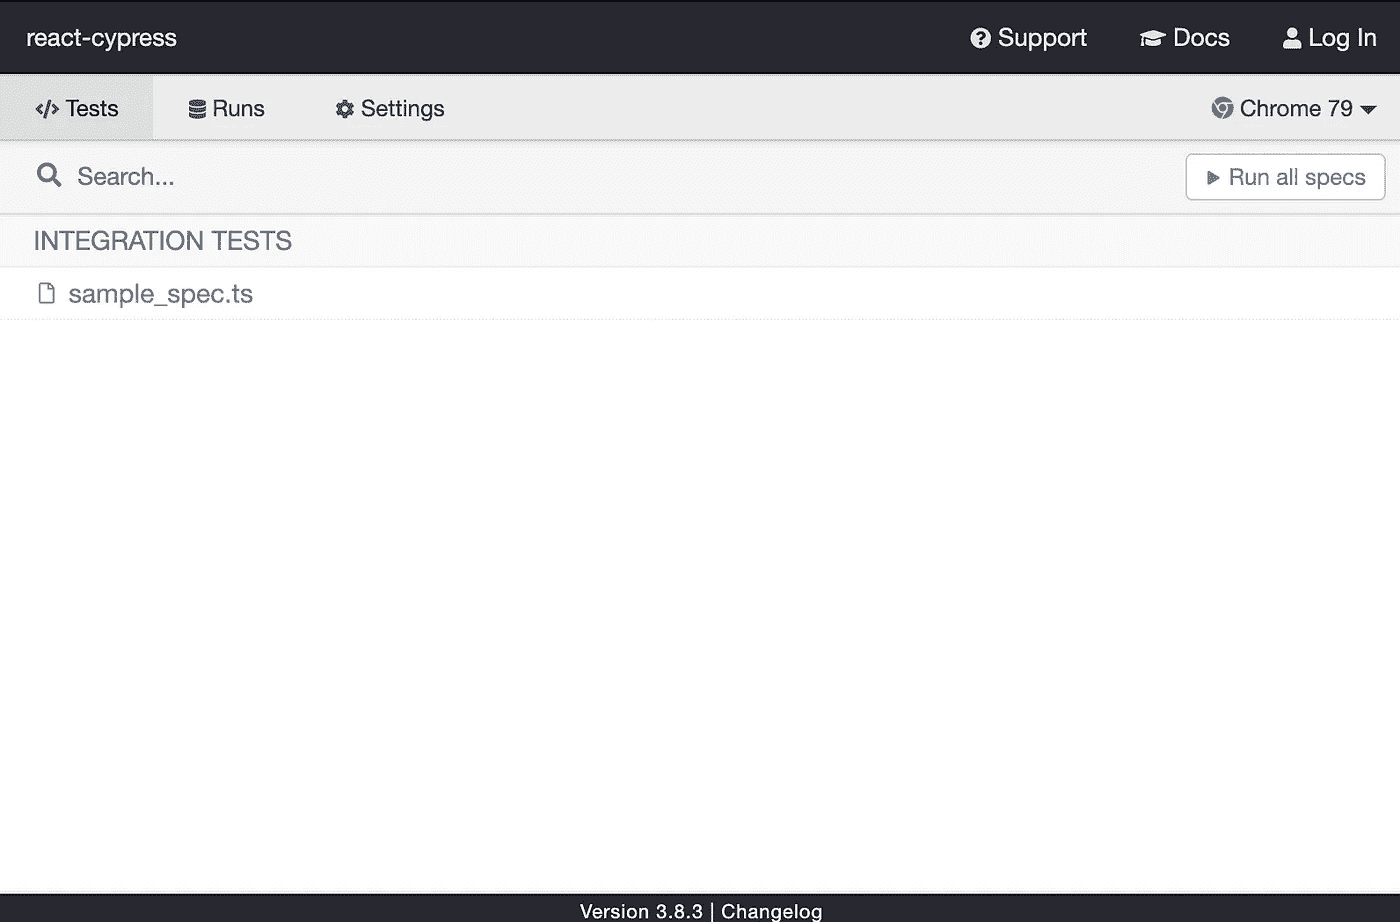 react-cypress Support Docs Log In
</> Tests Runs Settings Chrome 79
Search... Run all specs
INTEGRATION TESTS
sample_spec.ts
Version 3.8.3 | Changelog